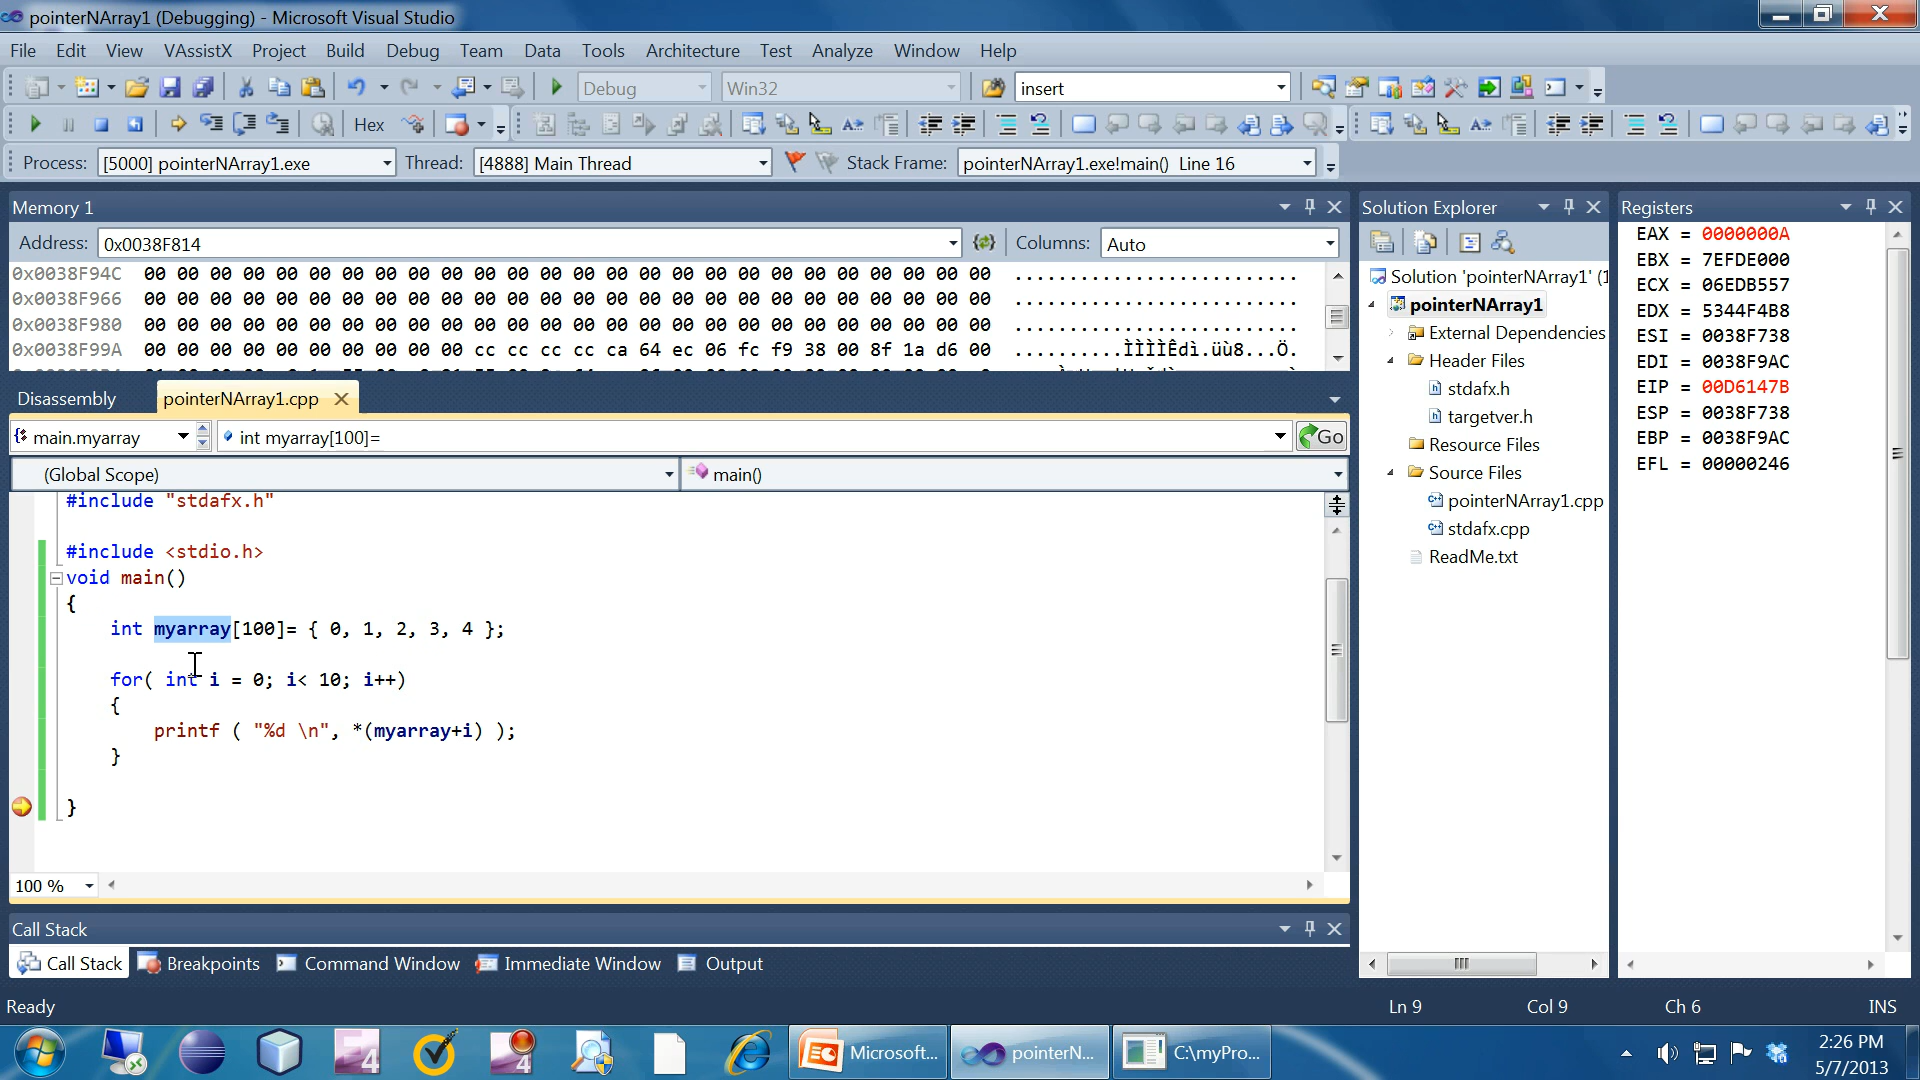 pointerNArray1 (Debugging) - Microsoft Visual Studio
File Edit View VAssistX Project Build Debug Team Data Tools Architecture Test Analyze Window Help
Debug Win32 insert
Hex
Process: [5000] pointerNArray1.exe Thread: [4888] Main Thread Stack Frame: pointerNArray1.exe!main() Line 16
Memory 1
Address: 0x0038F814 Columns: Auto
0x0038F94C 00 00 00 00 00 00 00 00 00 00 00 00 00 00 00 00 00 00 00 00 00 00 00 00 00 00 ..........................
0x0038F966 00 00 00 00 00 00 00 00 00 00 00 00 00 00 00 00 00 00 00 00 00 00 00 00 00 00 ..........................
0x0038F980 00 00 00 00 00 00 00 00 00 00 00 00 00 00 00 00 00 00 00 00 00 00 00 00 00 00 ..........................
0x0038F99A 00 00 00 00 00 00 00 00 00 00 cc cc cc cc ca 64 ec 06 fc f9 38 00 8f 1a d6 00 ..........ÌÌÌÌÊdì.üù8...Ö.
Disassembly pointerNArray1.cpp
main.myarray int myarray[100]= Go
(Global Scope) main()
#include "stdafx.h"
#include <stdio.h>
void main()
{
int myarray[100]= { 0, 1, 2, 3, 4 };
for( int i = 0; i< 10; i++)
{
printf ( "%d \n", *(myarray+i) );
}
}
100 %
Call Stack
Call Stack Breakpoints Command Window Immediate Window Output
Solution Explorer
Solution 'pointerNArray1' (1
pointerNArray1
External Dependencies
Header Files
stdafx.h
targetver.h
Resource Files
Source Files
pointerNArray1.cpp
stdafx.cpp
ReadMe.txt
Registers
EAX = 0000000A
EBX = 7EFDE000
ECX = 06EDB557
EDX = 5344F4B8
ESI = 0038F738
EDI = 0038F9AC
EIP = 00D6147B
ESP = 0038F738
EBP = 0038F9AC
EFL = 00000246
Ready Ln 9 Col 9 Ch 6 INS
Microsoft... pointerN... C:\myPro...
2:26 PM
5/7/2013